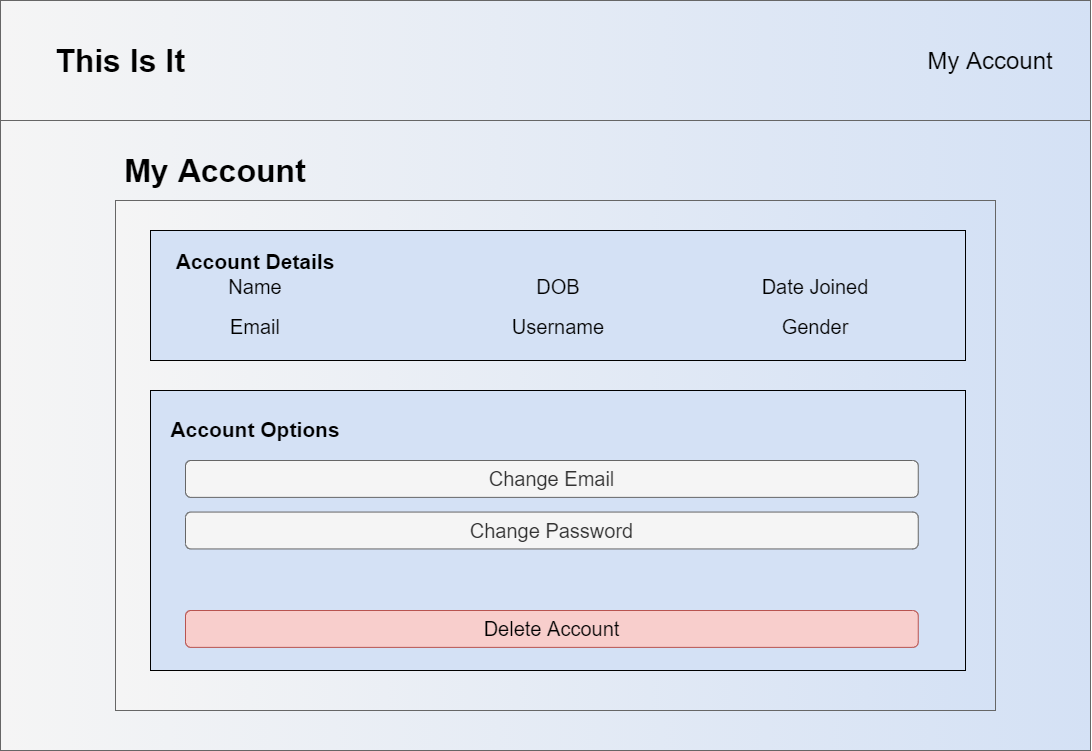 This Is It
My Account
My Account
Account Details
Name DOB Date Joined
Email Username Gender
Account Options
Change Email
Change Password
Delete Account